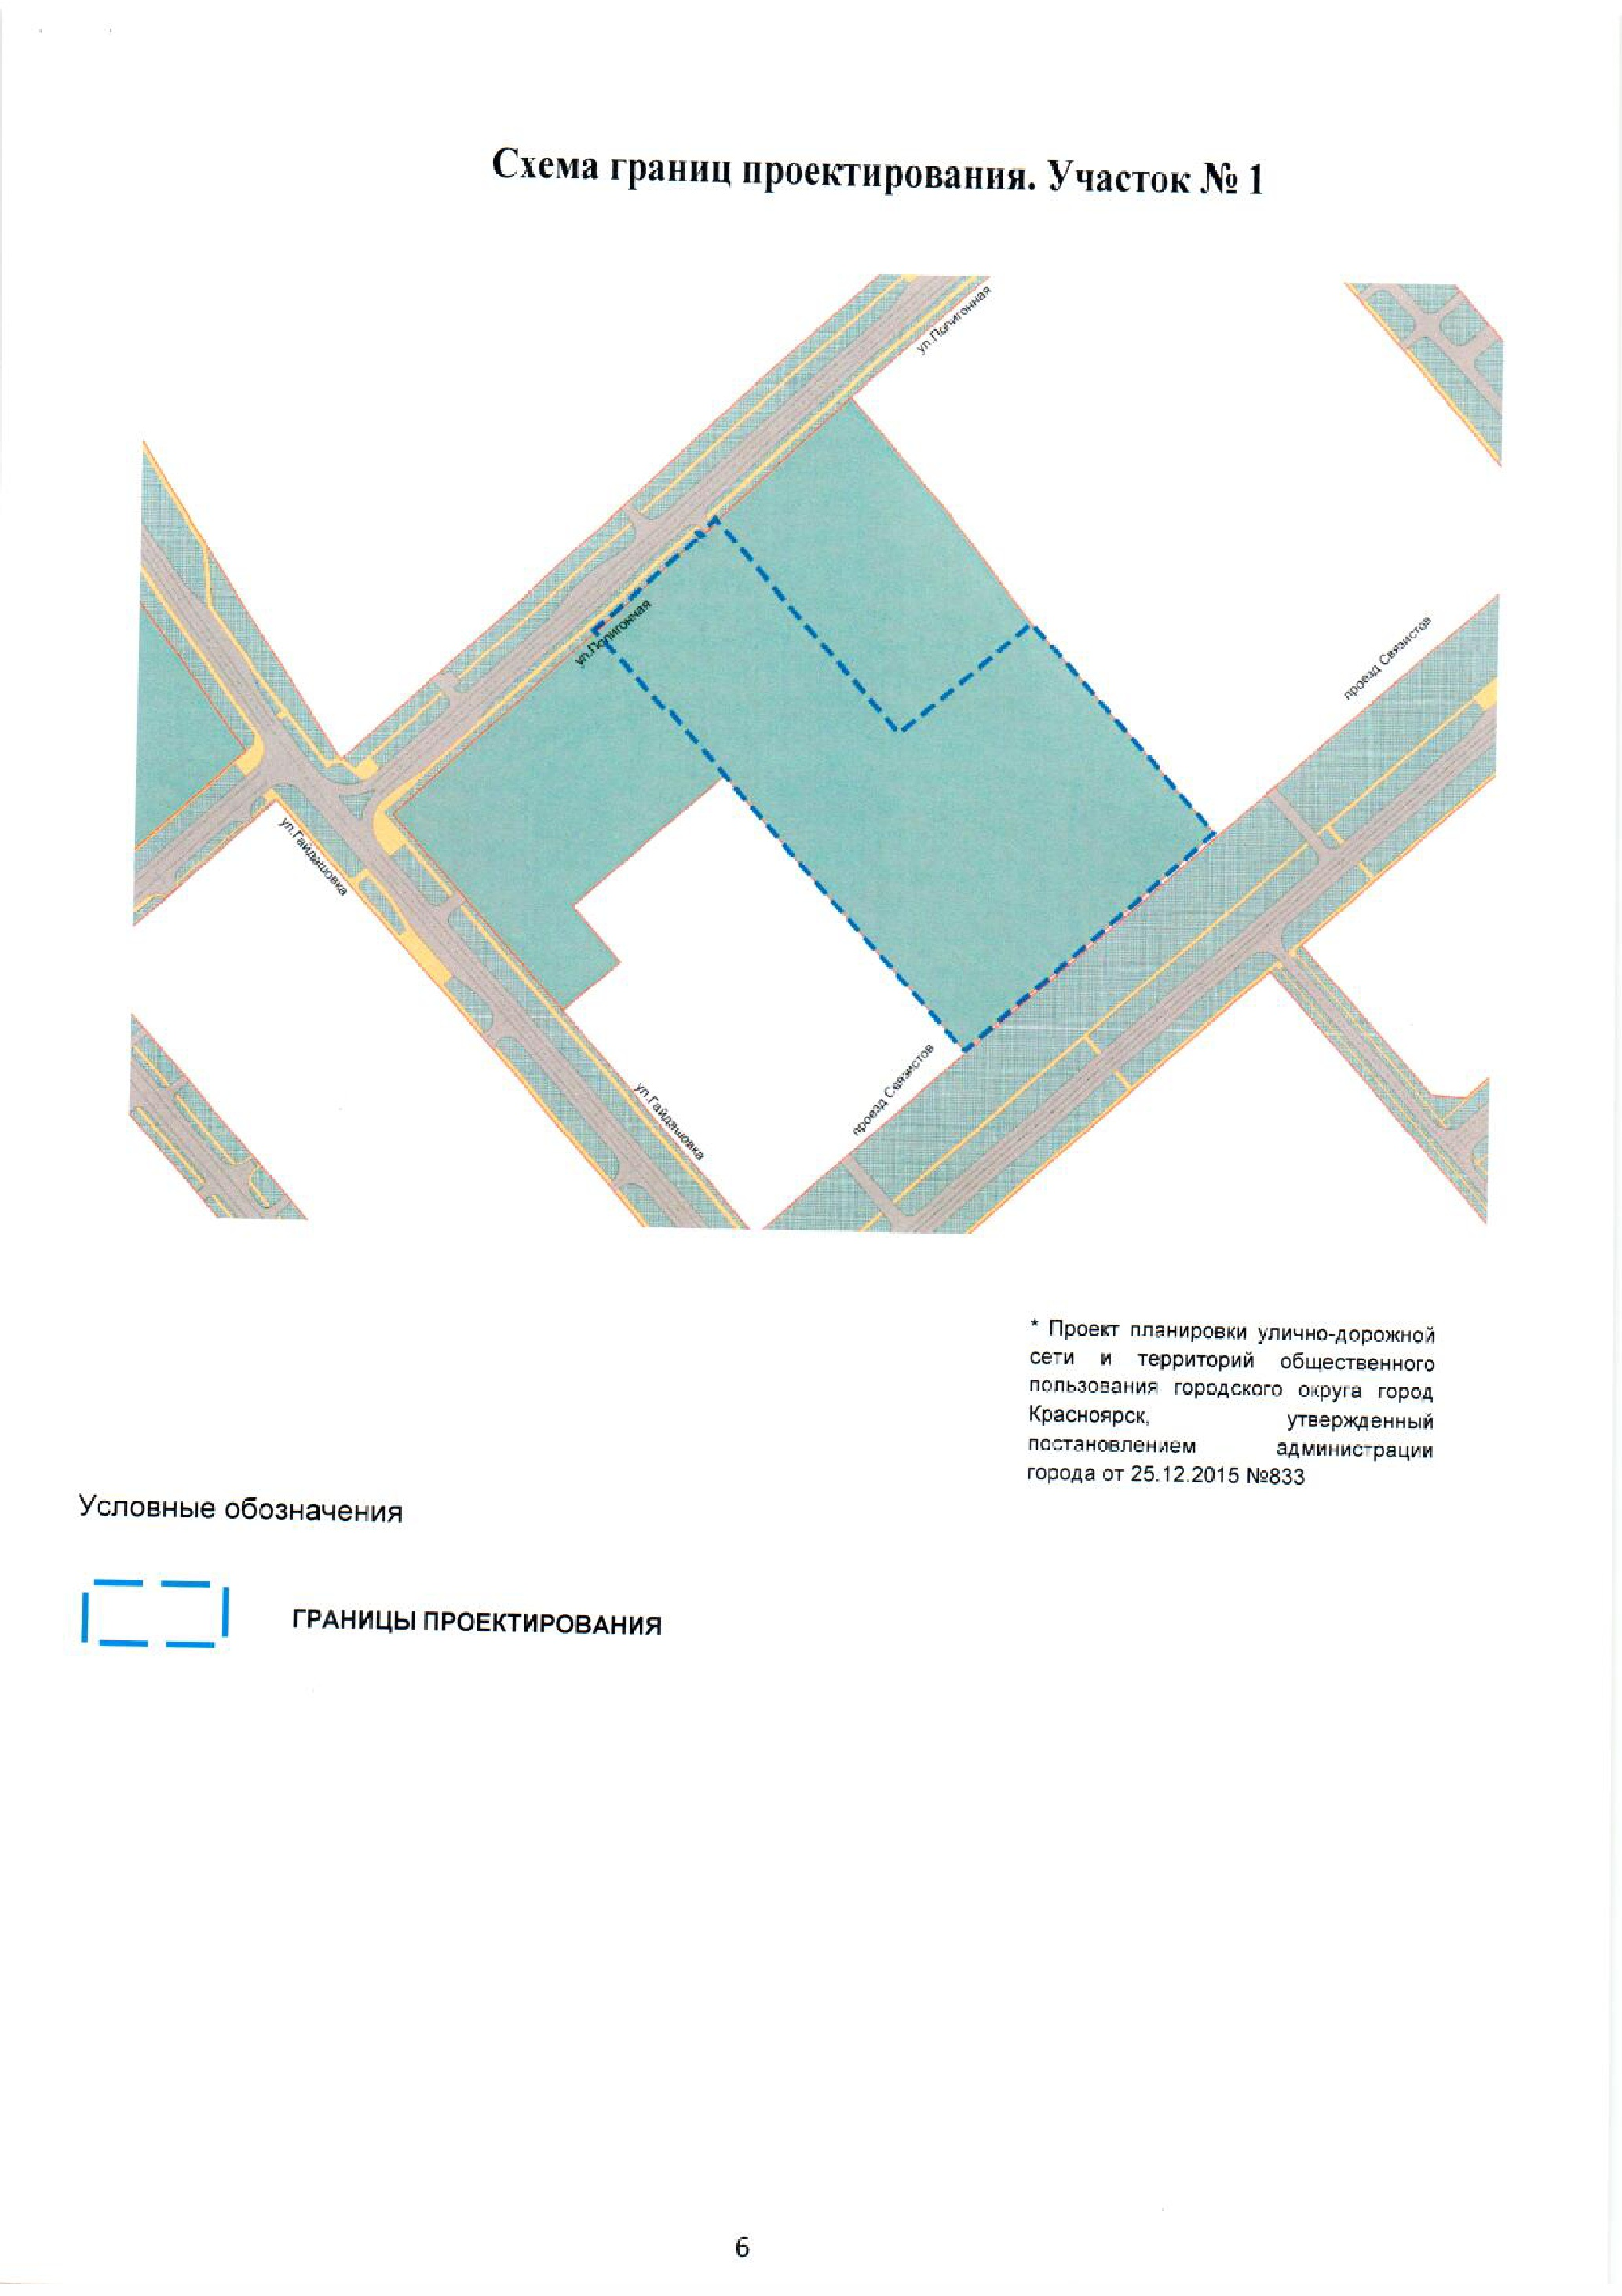 Схема границ проектирования. Участок № 1
ул.Полигонная
ул.Полигонная
проезд Связистов
ул.Гайдашовка
проезд Связистов
ул.Гайдашовка
* Проект планировки улично-дорожной
сети и территорий общественного
пользования городского округа город
Красноярск, утвержденный
постановлением администрации
города от 25.12.2015 №833
Условные обозначения
ГРАНИЦЫ ПРОЕКТИРОВАНИЯ
6